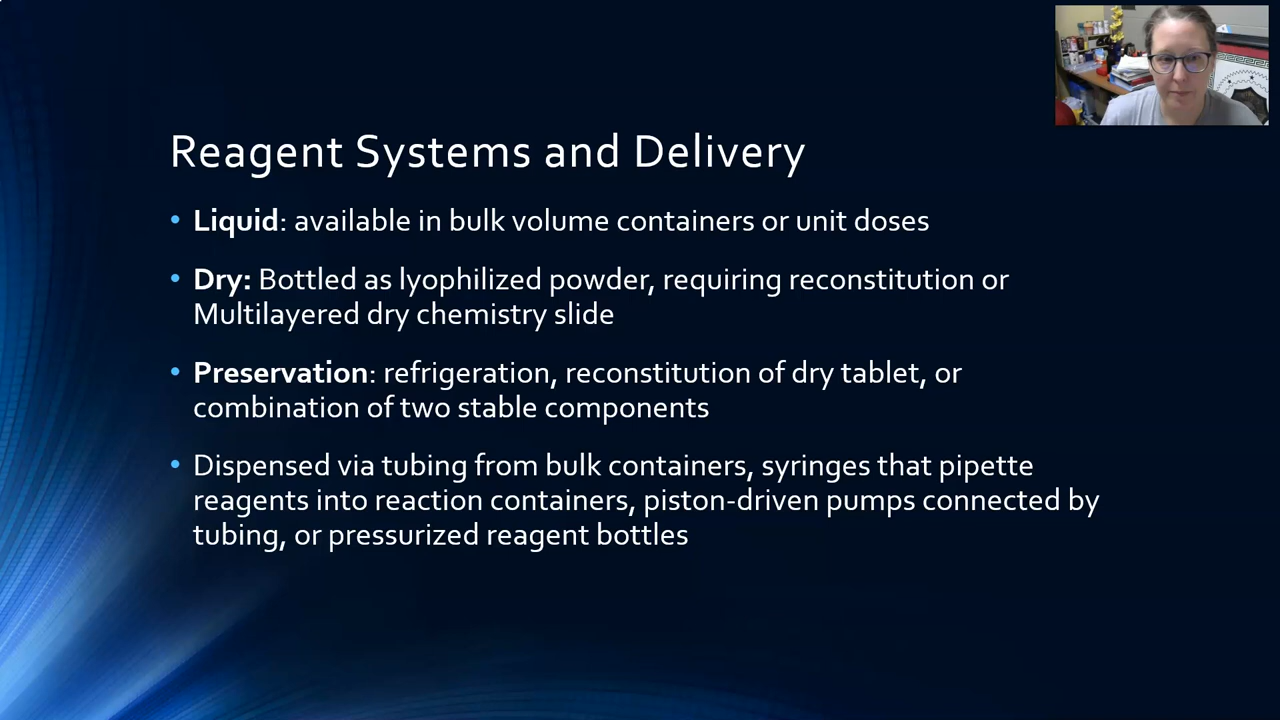 Reagent Systems and Delivery
• Liquid: available in bulk volume containers or unit doses
• Dry: Bottled as lyophilized powder, requiring reconstitution or
Multilayered dry chemistry slide
• Preservation: refrigeration, reconstitution of dry tablet, or
combination of two stable components
• Dispensed via tubing from bulk containers, syringes that pipette
reagents into reaction containers, piston-driven pumps connected by
tubing, or pressurized reagent bottles